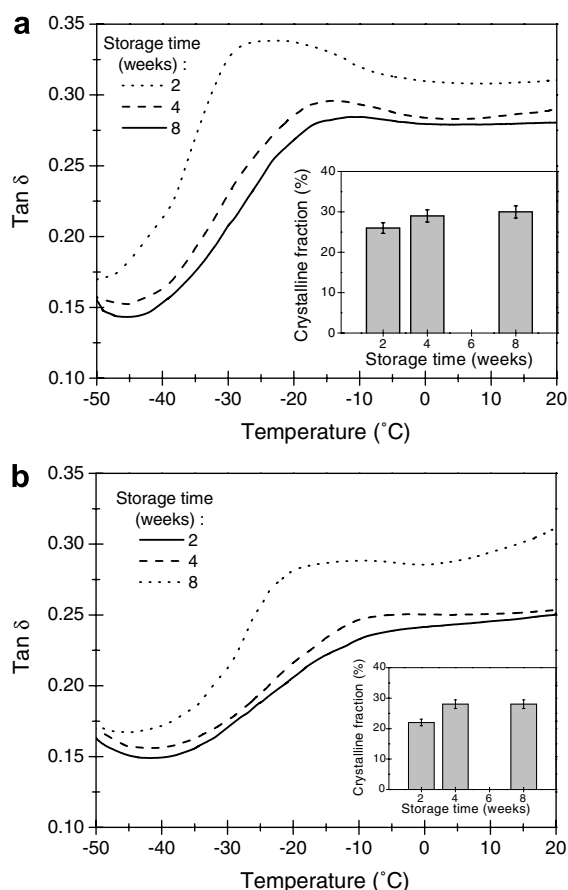 a
Storage time
(weeks) :
2
4
8
Tan δ
0.35
0.30
0.25
0.20
0.15
0.10
-50 -40 -30 -20 -10 0 10 20
Temperature (˚C)
Crystalline fraction (%)
40
30
20
10
0
2 4 6 8
Storage time (weeks)
b
Storage time
(weeks) :
2
4
8
Tan δ
0.35
0.30
0.25
0.20
0.15
0.10
-50 -40 -30 -20 -10 0 10 20
Temperature (˚C)
Crystalline fraction (%)
40
30
20
10
0
2 4 6 8
Storage time (weeks)